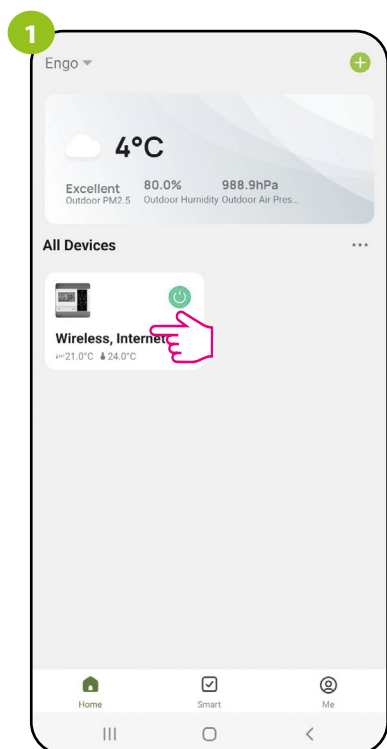 1
Engo
4°C
Excellent 80.0% 988.9hPa
Outdoor PM2.5 Outdoor Humidity Outdoor Air Pres...
All Devices
Wireless, Internet
21.0°C 24.0°C
Home Smart Me